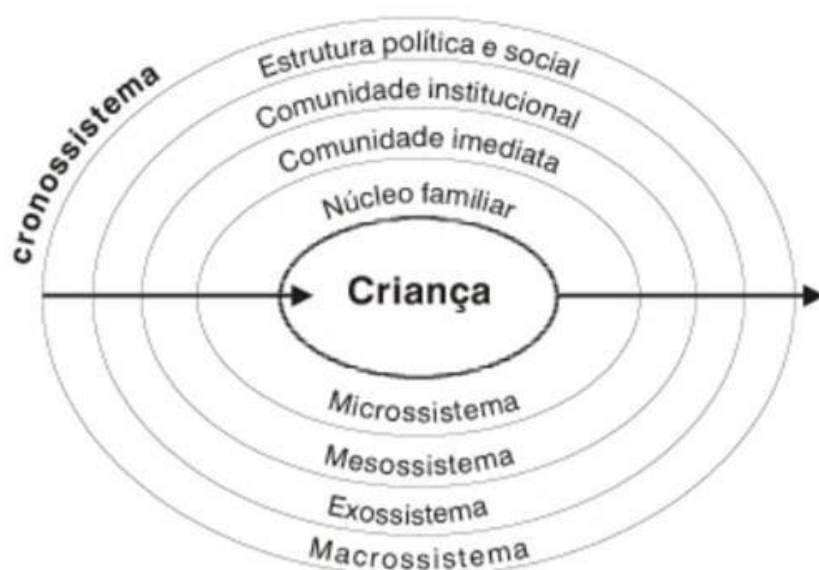 cronossistema
Estrutura política e social
Comunidade institucional
Comunidade imediata
Núcleo familiar
Criança
Microssistema
Mesossistema
Exossistema
Macrossistema